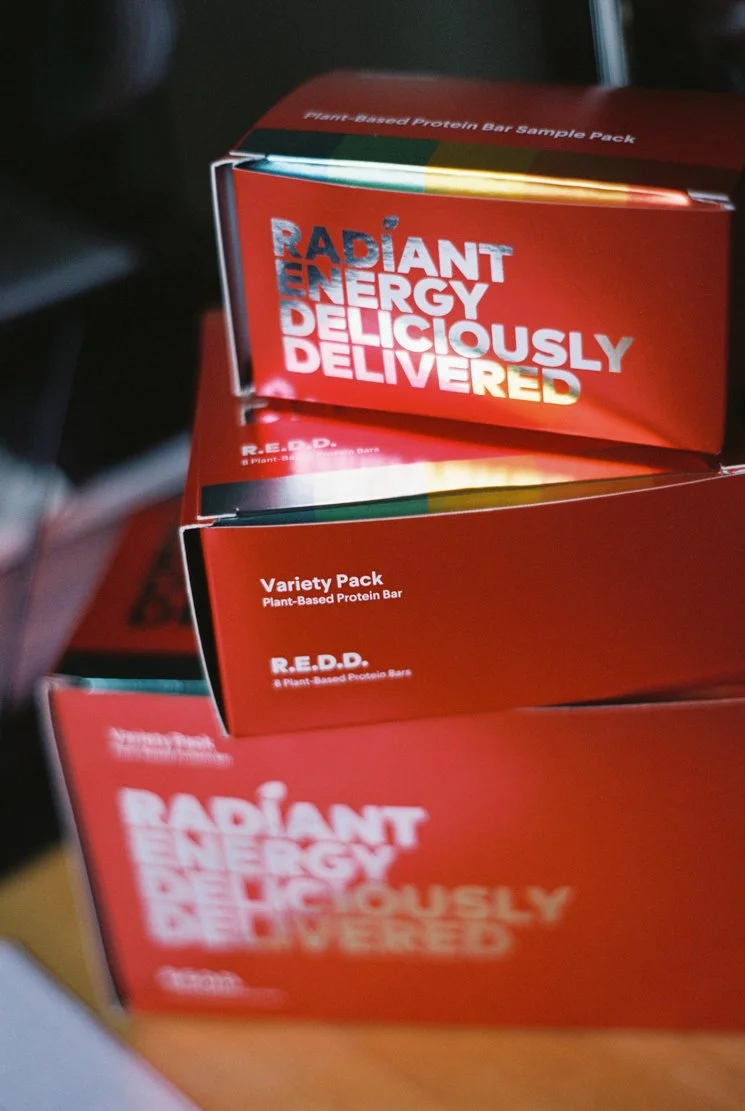 Plant-Based Protein Bar Sample Pack
RADIANT
ENERGY
DELICIOUSLY
DELIVERED
R.E.D.D.
8 Plant-Based Protein Bars
Variety Pack
Plant-Based Protein Bar
R.E.D.D.
8 Plant-Based Protein Bars
Variety Pack
RADIANT
ENERGY
DELICIOUSLY
DELIVERED